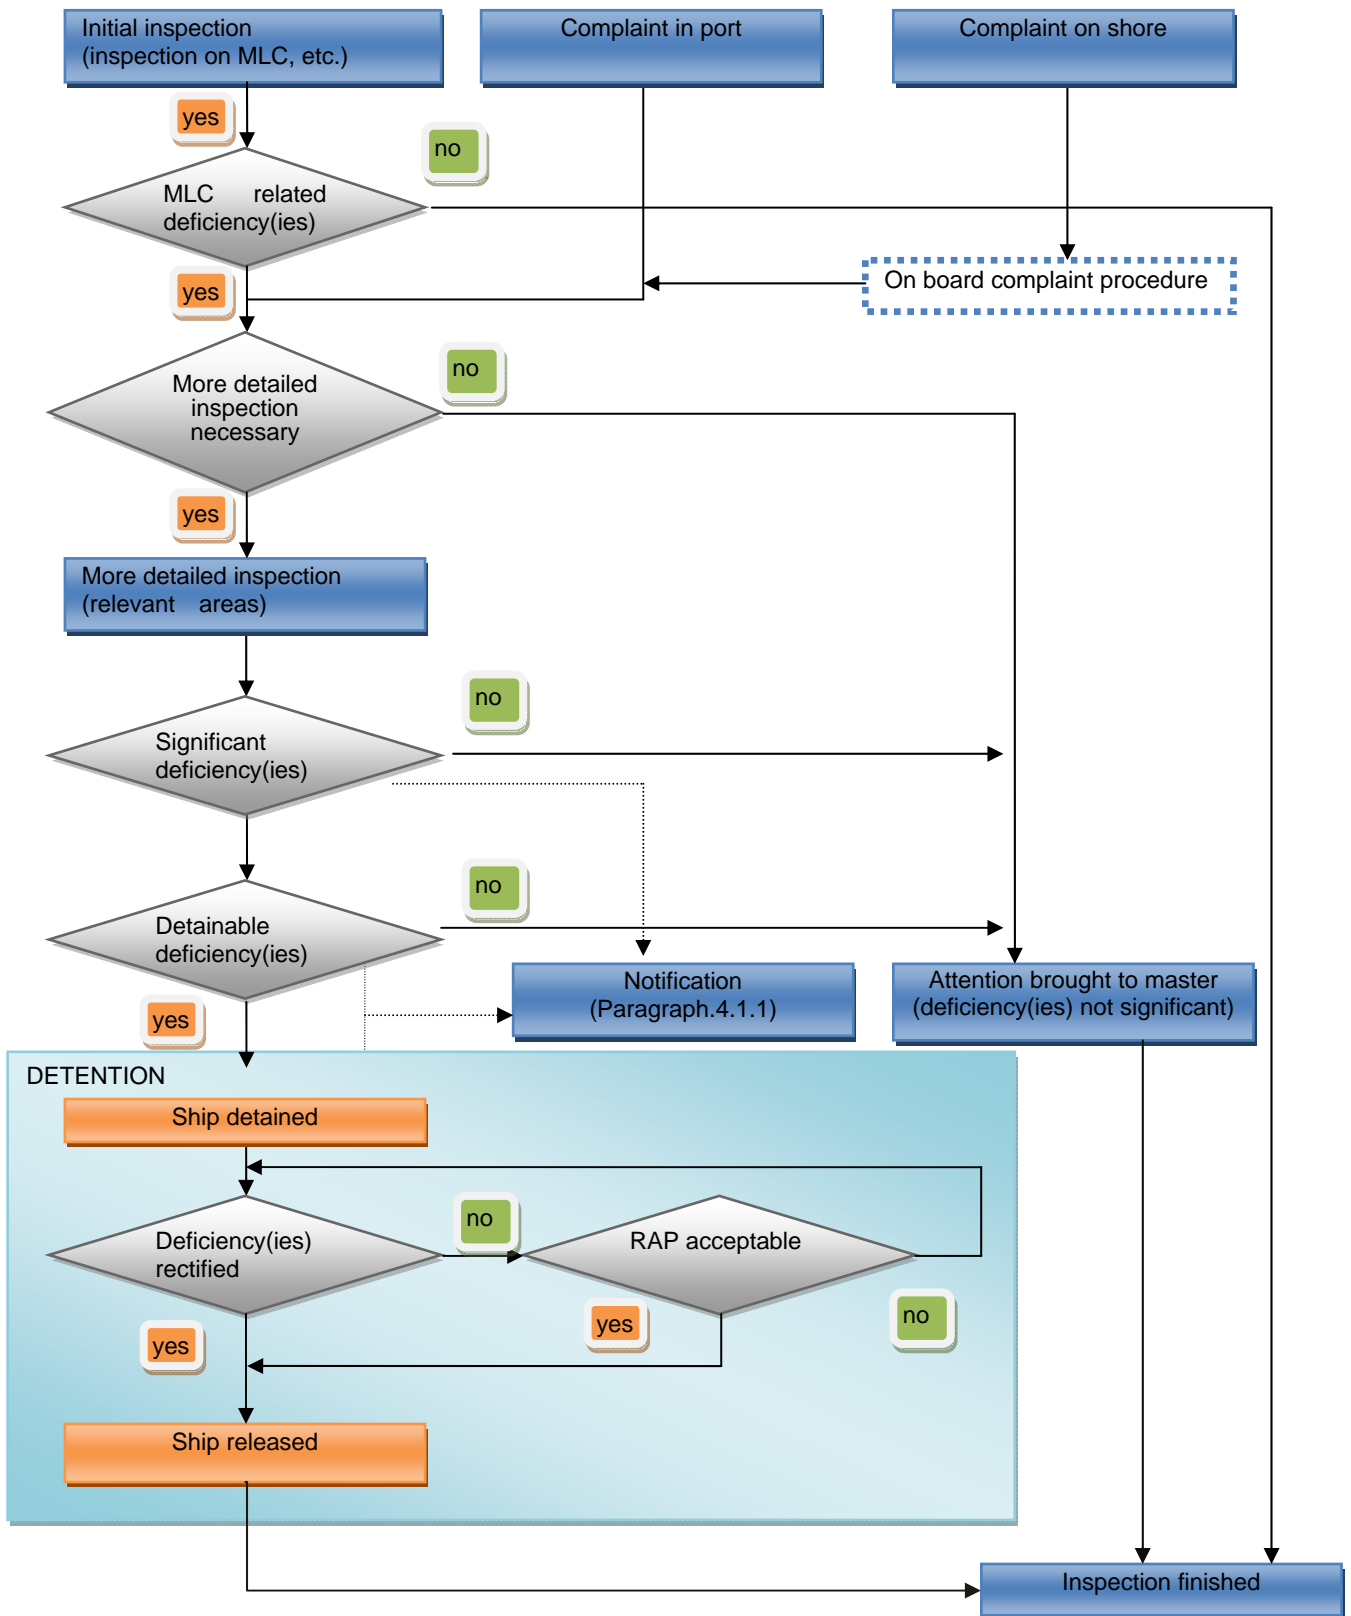 Initial inspection
(inspection on MLC, etc.)
Complaint in port
Complaint on shore
yes
no
MLC related
deficiency(ies)
yes
On board complaint procedure
no
More detailed
inspection
necessary
yes
More detailed inspection
(relevant areas)
no
Significant
deficiency(ies)
no
Detainable
deficiency(ies)
Notification
(Paragraph.4.1.1)
Attention brought to master
(deficiency(ies) not significant)
yes
DETENTION
Ship detained
no
Deficiency(ies)
rectified
RAP acceptable
yes
yes
no
Ship released
Inspection finished